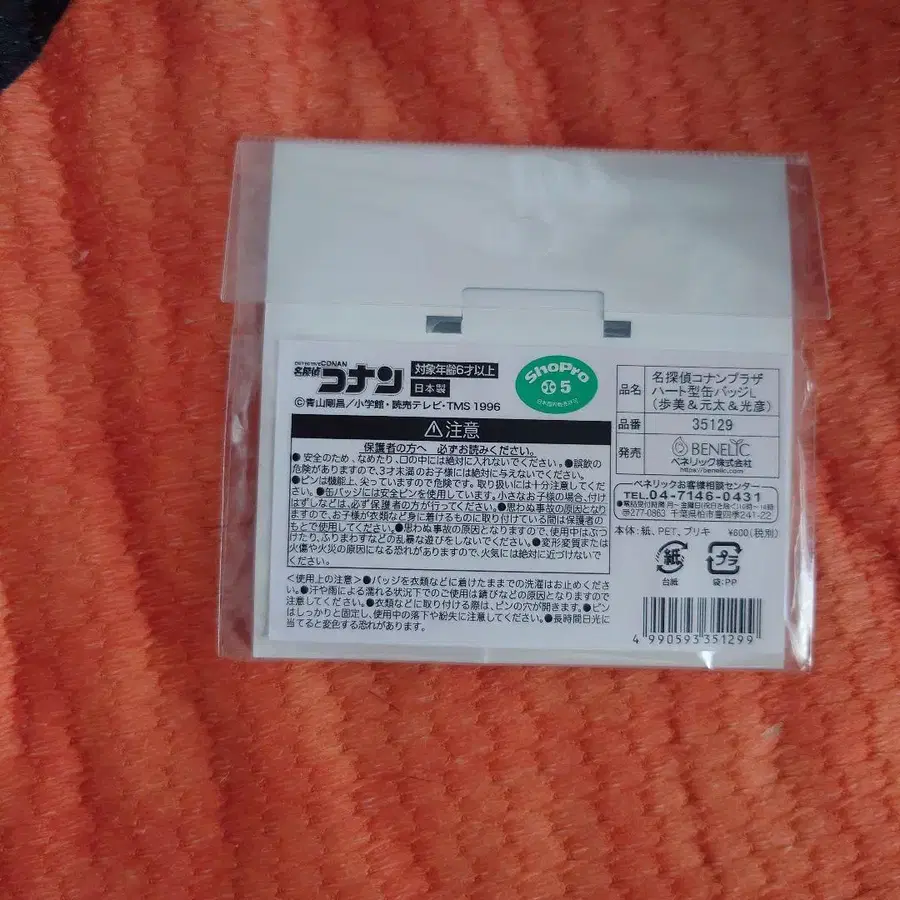 DETECTIVE CONAN
名探偵コナン
対象年齢6才以上
日本製
©青山剛昌／小学館・読売テレビ・TMS 1996
ShoPro
5
⚠注意
保護者の方へ 必ずお読みください。
●安全のため、なめたり、口の中には絶対に入れないでください。●誤飲の
危険がありますので、3才未満のお子様には絶対に与えないでください。
●ピンは機能上、尖っていますので危険です。取り扱いには十分注意してくだ
さい。●缶バッジには安全ピンを使用しています。小さなお子様の場合、付け
はずしなどは、必ず保護者の方が行ってください。●思わぬ事故の原因となり
ますので、お子様が衣類など身に着けるものに取り付けている間は保護者の
もとで使用してください。●思わぬ事故の原因となりますので、使用中はぶつ
けたり、ふりまわすなどの乱暴な遊びをしないでください。●変形変質または
火傷や火災の原因になる恐れがありますので、火気には絶対に近づけないで
ください。
＜使用上の注意＞●バッジを衣類などに着けたままでの洗濯はお止めくださ
い。●汗や雨による濡れる状況下でのご使用は錆びなどの原因となりますので
注意してください。●衣類などに取り付ける際は、ピンの穴が開きます。●ピン
はしっかりと固定し、使用中の落下や紛失に注意してください。●長時間日光に
当てると変色する恐れがあります。
品名
名探偵コナンプラザ
ハート型缶バッジL
（歩美＆元太＆光彦）
品番
35129
発売
BENELIC
ベネリック株式会社
https://benelic.com
ベネリックお客様相談センター
TEL.04-7146-0431
〒277-0863 千葉県柏市豊四季241-22
本体：紙、PET、ブリキ ¥600(税別)
紙
台紙
プラ
袋：PP
4 990593 351299